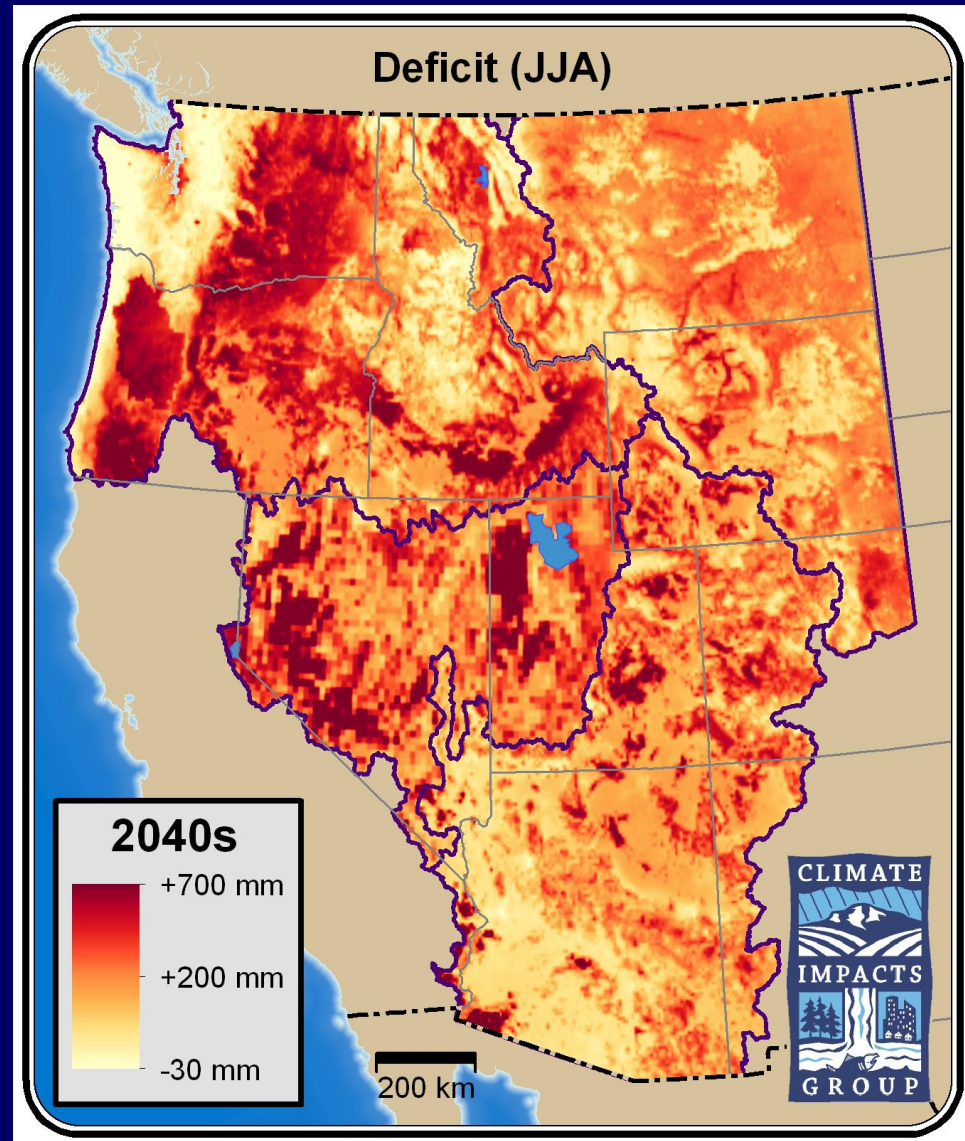 Deficit (JJA)
2040s
+700 mm
+200 mm
-30 mm
200 km
CLIMATE
IMPACTS
GROUP